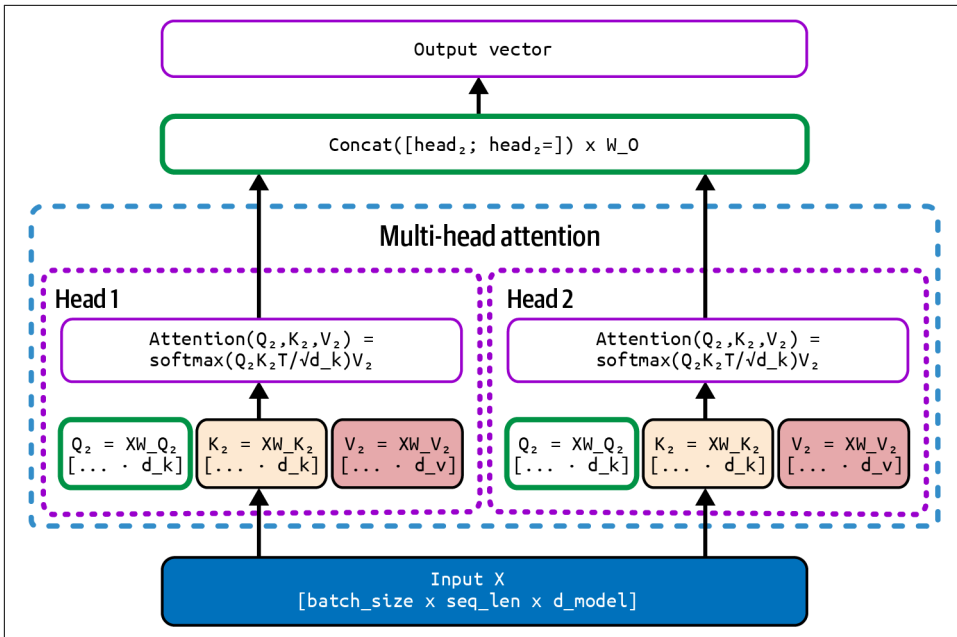 Output vector
Concat([head₂; head₂=]) x W_O
Multi-head attention
Head 1
Attention(Q₂,K₂,V₂) =
softmax(Q₂K₂T/√d_k)V₂
Q₂ = XW_Q₂
[... · d_k]
K₂ = XW_K₂
[... · d_k]
V₂ = XW_V₂
[... · d_v]
Head 2
Attention(Q₂,K₂,V₂) =
softmax(Q₂K₂T/√d_k)V₂
Q₂ = XW_Q₂
[... · d_k]
K₂ = XW_K₂
[... · d_k]
V₂ = XW_V₂
[... · d_v]
Input X
[batch_size x seq_len x d_model]